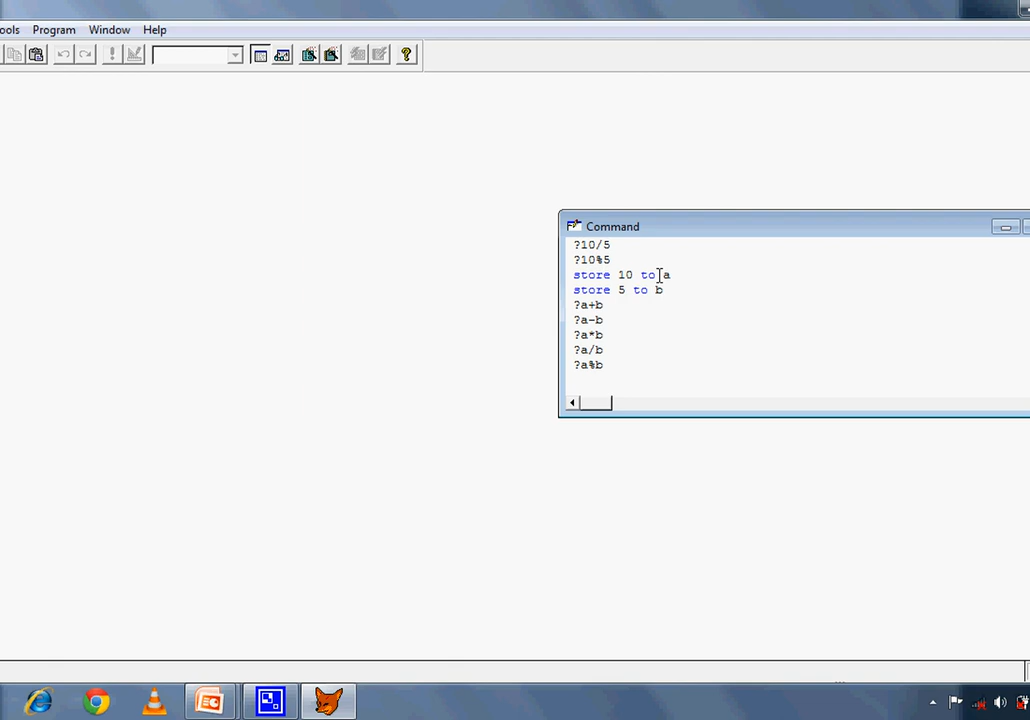 ools Program Window Help
Command
?10/5
?10%5
store 10 to a
store 5 to b
?a+b
?a-b
?a*b
?a/b
?a%b